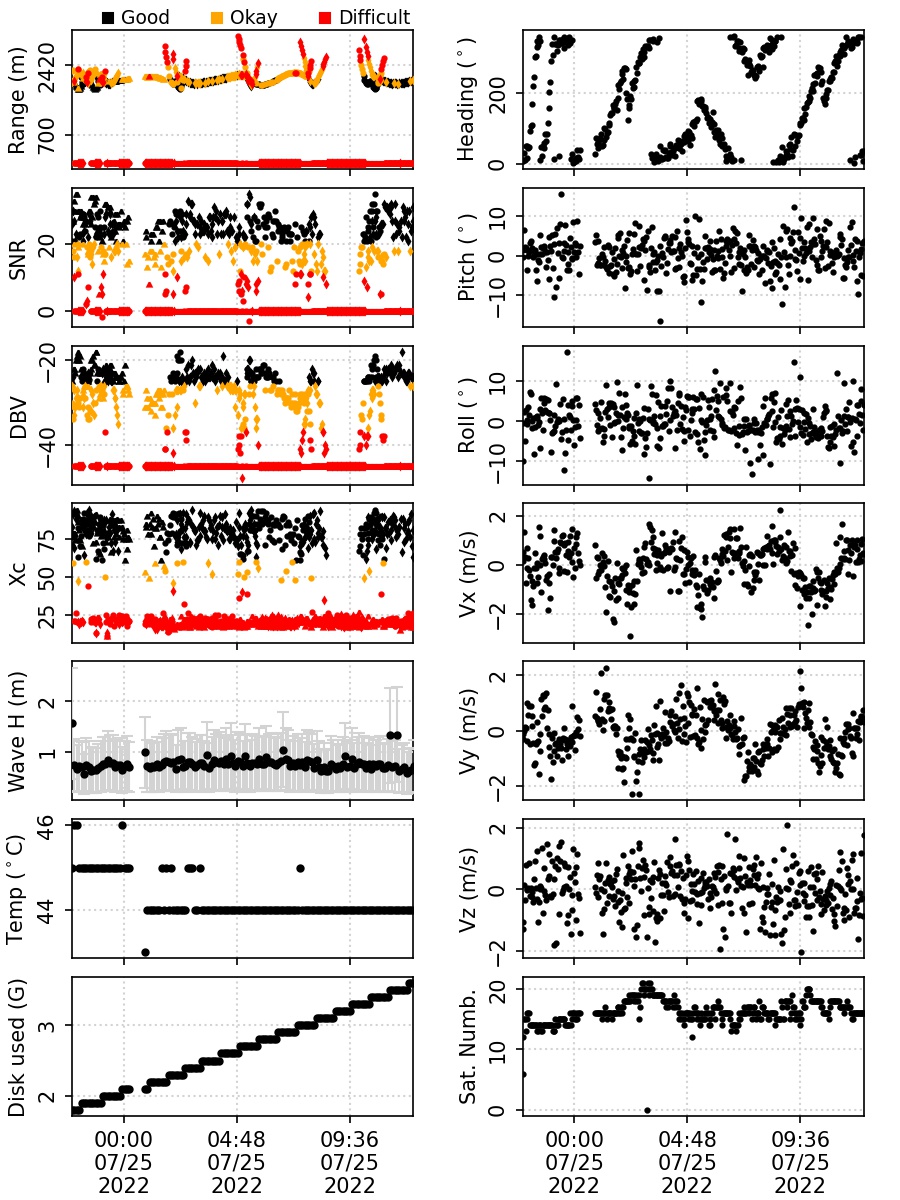 Good Okay Difficult
Range (m)
2420
700
Heading (°)
200
0
SNR
20
0
Pitch (°)
10
0
−10
DBV
−20
−40
Roll (°)
10
0
−10
Xc
75
50
25
Vx (m/s)
2
0
−2
Wave H (m)
2
1
Vy (m/s)
2
0
−2
Temp (°C)
46
44
Vz (m/s)
2
0
−2
Disk used (G)
3
2
Sat. Numb.
20
10
0
00:00 04:48 09:36
07/25 07/25 07/25
2022 2022 2022
00:00 04:48 09:36
07/25 07/25 07/25
2022 2022 2022